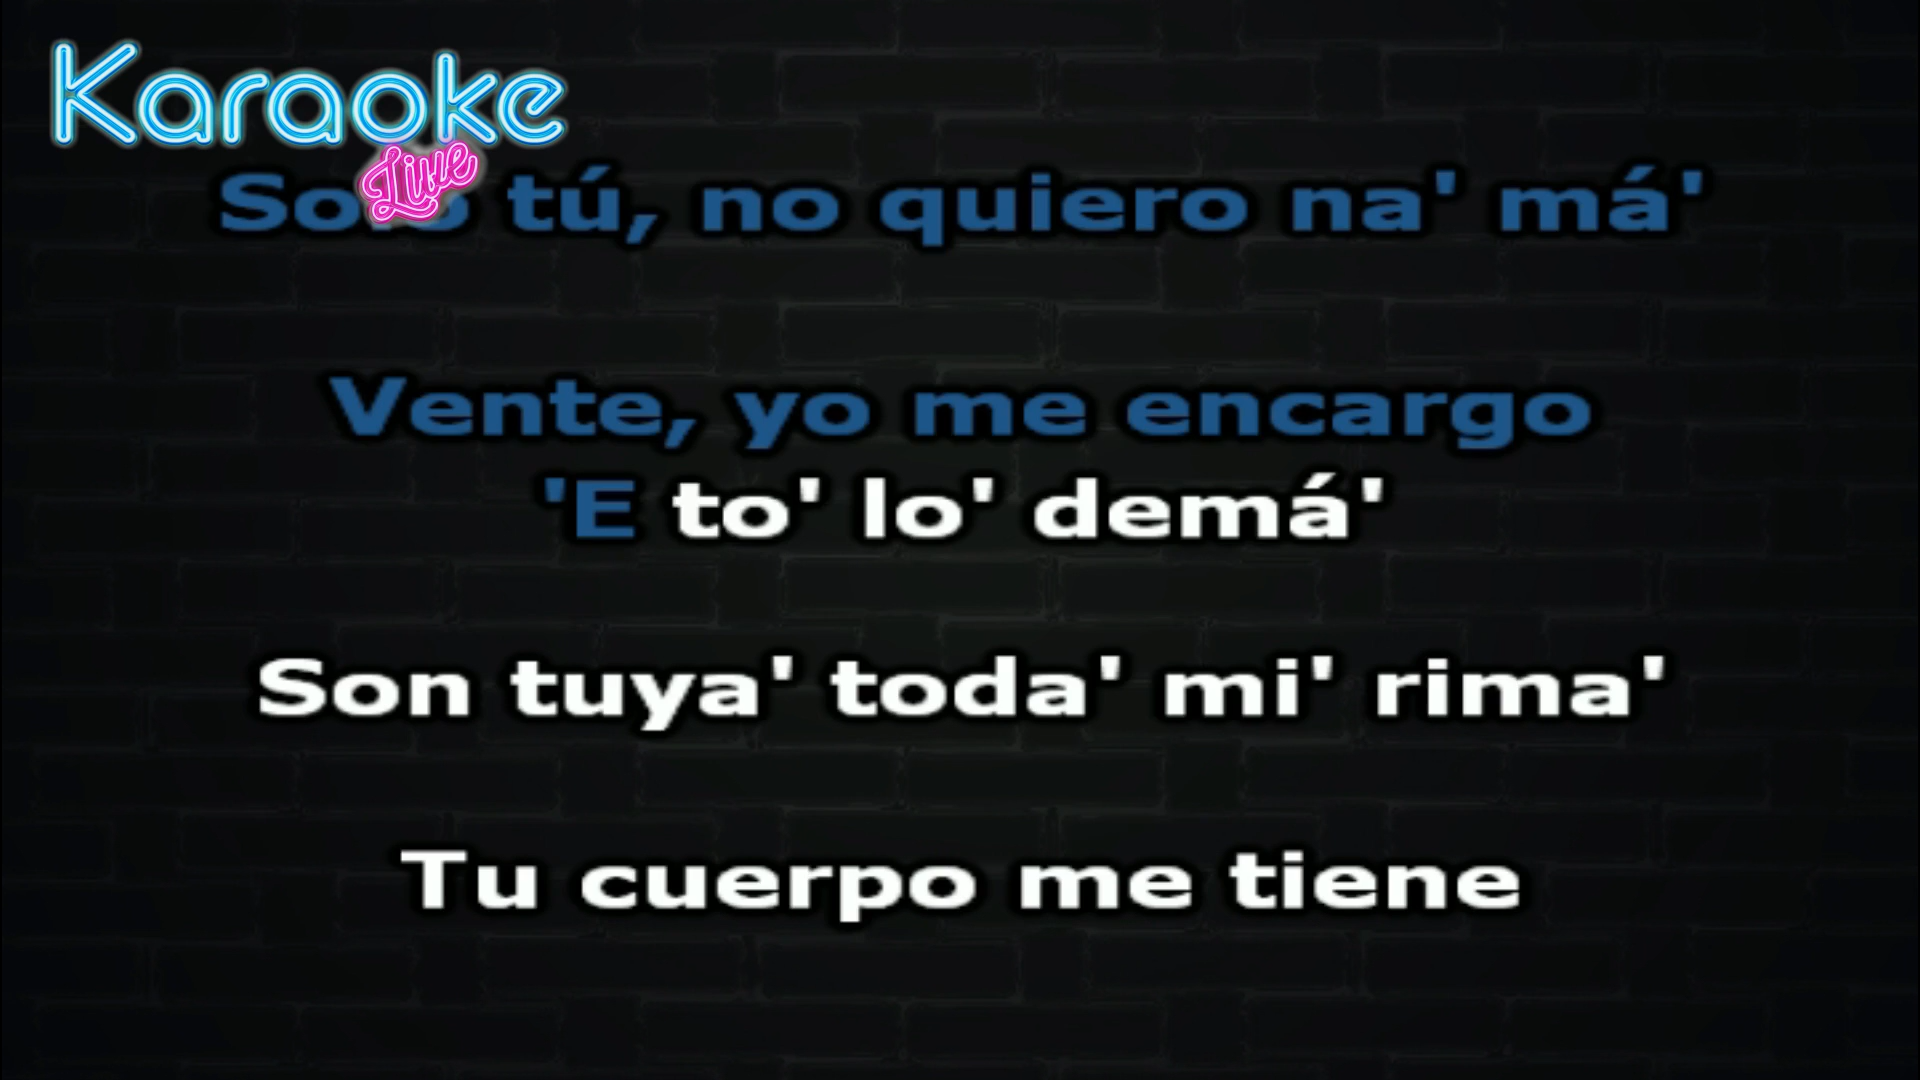 Karaoke
Live
Solo tú, no quiero na' má'
Vente, yo me encargo
'E to' lo' demá'
Son tuya' toda' mi' rima'
Tu cuerpo me tiene